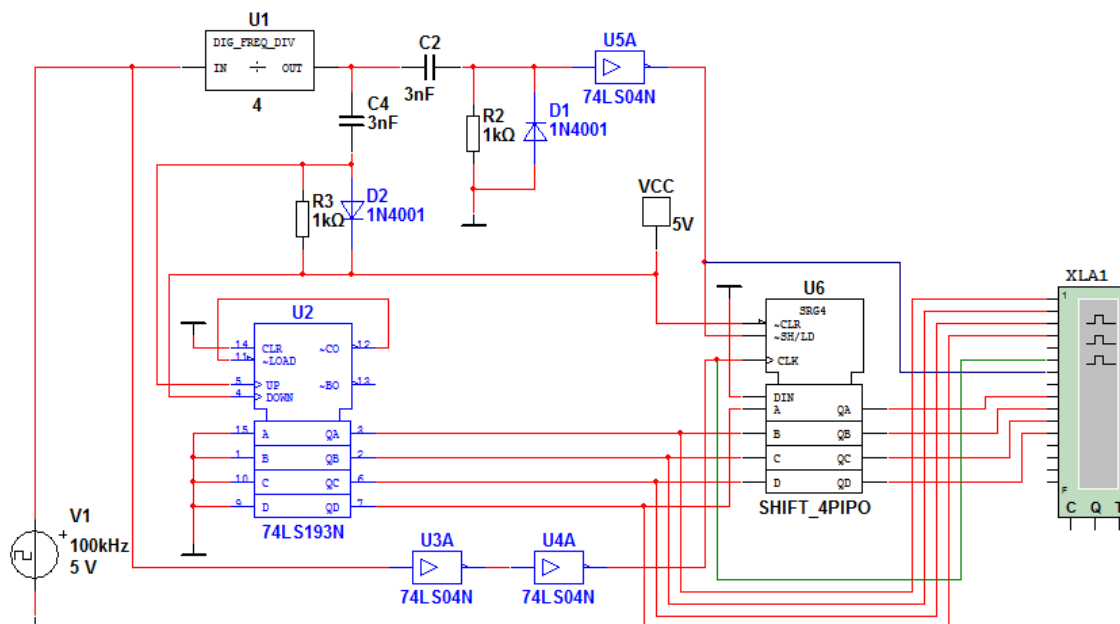 U1
DIG_FREQ_DIV
IN ÷ OUT
4
C2
3nF
U5A
74LS04N
C4
3nF
R2
1kΩ
D1
1N4001
R3
1kΩ
D2
1N4001
VCC
5V
U2
14 CLR ~CO 12
11 ~LOAD
5 UP ~BO 13
4 DOWN
15 A QA 3
1 B QB 2
10 C QC 6
9 D QD 7
74LS193N
U6
SRG4
~CLR
~SH/LD
CLK
DIN
A QA
B QB
C QC
D QD
SHIFT_4PIPO
XLA1
1
F
C Q T
V1
+
100kHz
5 V
U3A
74LS04N
U4A
74LS04N